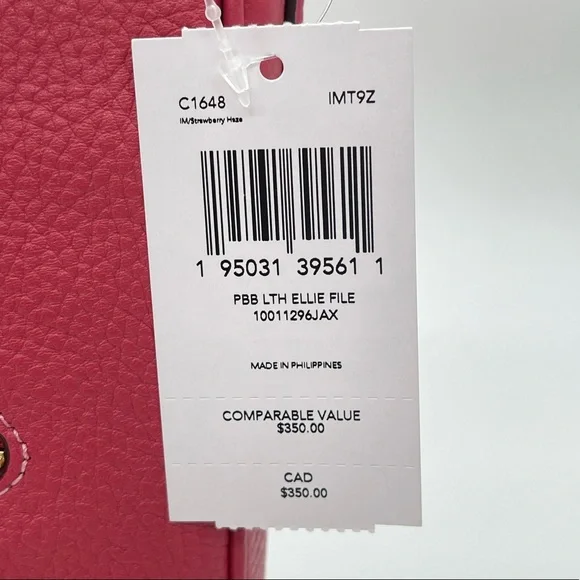 C1648 IMT9Z
IM/Strawberry Haze
1 95031 39561 1
PBB LTH ELLIE FILE
10011296JAX
MADE IN PHILIPPINES
COMPARABLE VALUE
$350.00
CAD
$350.00